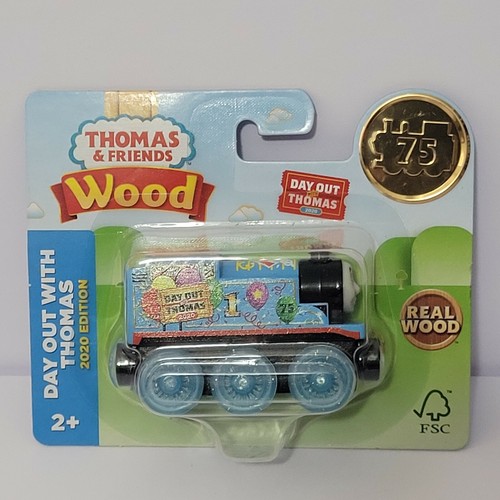 THOMAS
& FRIENDS
Wood
75
DAY OUT
With
THOMAS
2020
DAY OUT WITH
THOMAS
2020 EDITION
2+
DAY OUT
THOMAS
2020
1
75
REAL
WOOD
FSC